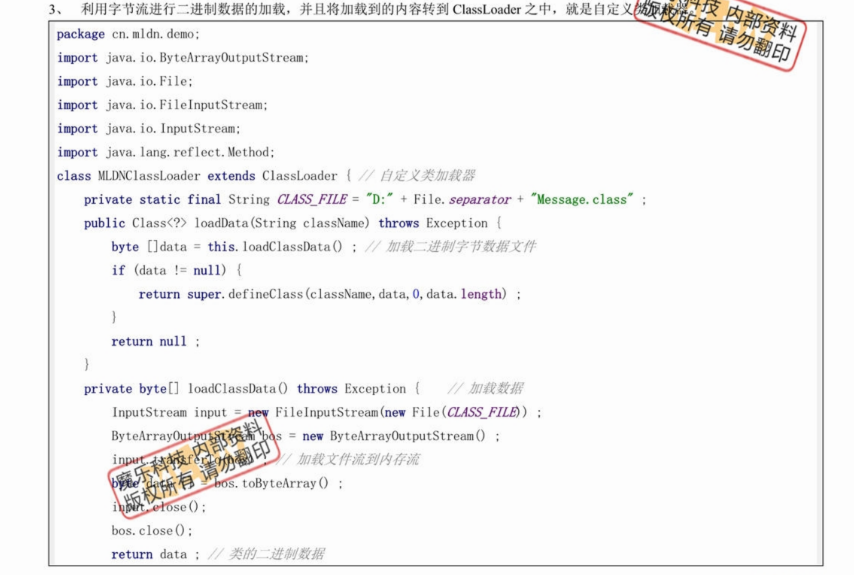 3、 利用字节流进行二进制数据的加载，并且将加载到的内容转到 ClassLoader 之中，就是自定义
魔乐科技 内部资料
版权所有 请勿翻印
package cn.mldn.demo;
import java.io.ByteArrayOutputStream;
import java.io.File;
import java.io.FileInputStream;
import java.io.InputStream;
import java.lang.reflect.Method;
class MLDNClassLoader extends ClassLoader { // 自定义类加载器
private static final String CLASS_FILE = "D:" + File.separator + "Message.class" ;
public Class<?> loadData(String className) throws Exception {
byte []data = this.loadClassData() ; // 加载二进制字节数据文件
if (data != null) {
return super.defineClass(className,data,0,data.length) ;
}
return null ;
}
private byte[] loadClassData() throws Exception { // 加载数据
InputStream input = new FileInputStream(new File(CLASS_FILE)) ;
ByteArrayOutputStream bos = new ByteArrayOutputStream() ;
input. ; // 加载文件流到内存流
byte data [] = bos.toByteArray() ;
input.close();
bos.close();
return data ; // 类的二进制数据
魔乐科技 内部资料
版权所有 请勿翻印